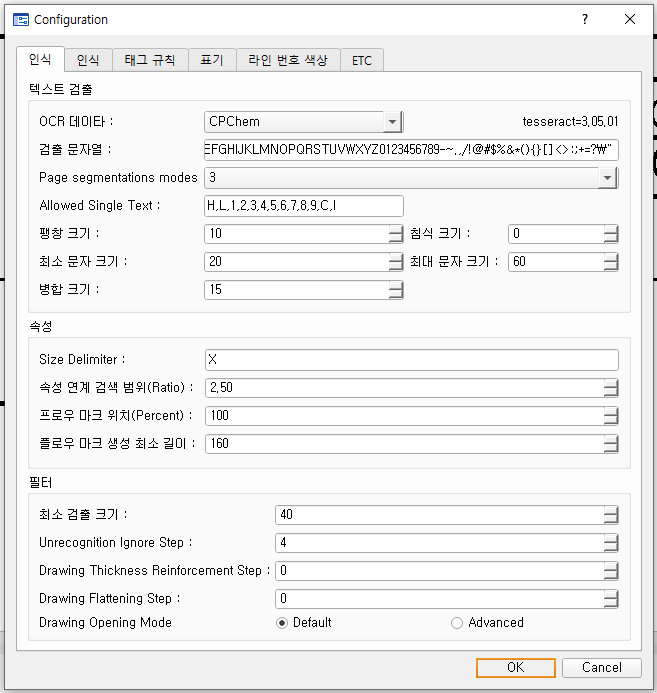 Configuration
인식 인식 태그 규칙 표기 라인 번호 색상 ETC
텍스트 검출
OCR 데이타 : CPChem tesseract=3.05.01
검출 문자열 : EFGHIJKLMNOPQRSTUVWXYZ0123456789-~.,/!@#$%&*(){}[]<>:;+=?₩"
Page segmentations modes 3
Allowed Single Text : H,L,1,2,3,4,5,6,7,8,9,C,I
팽창 크기 : 10 침식 크기 : 0
최소 문자 크기 : 20 최대 문자 크기 : 60
병합 크기 : 15
속성
Size Delimiter : X
속성 연계 검색 범위(Ratio) : 2.50
프로우 마크 위치(Percent) : 100
플로우 마크 생성 최소 길이 : 160
필터
최소 검출 크기 : 40
Unrecognition Ignore Step : 4
Drawing Thickness Reinforcement Step : 0
Drawing Flattening Step : 0
Drawing Opening Mode Default Advanced
OK Cancel